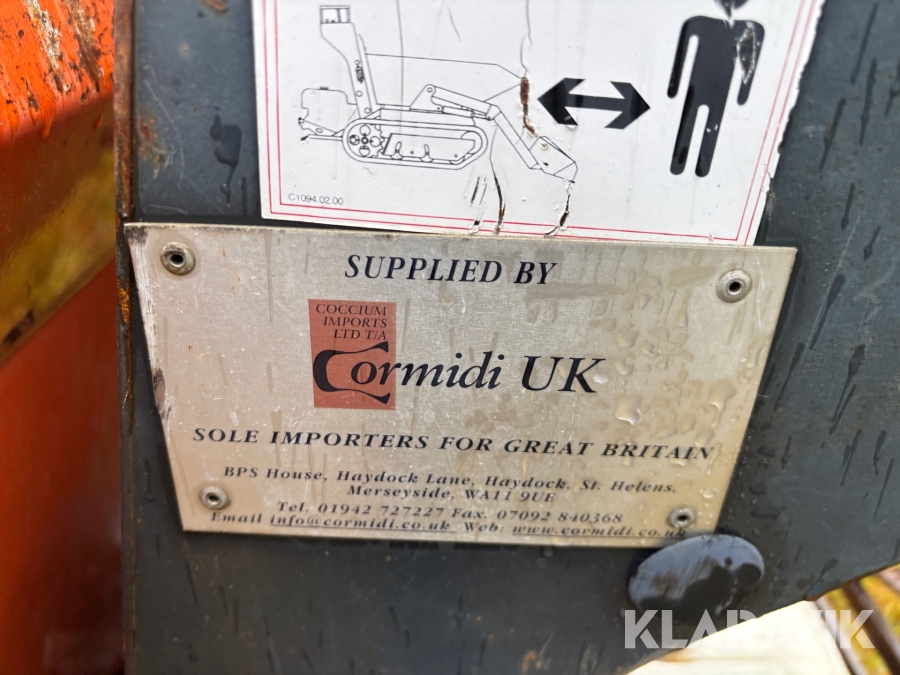 C1094.02.00
SUPPLIED BY
COCCIUM
IMPORTS
LTD T/A
Cormidi UK
SOLE IMPORTERS FOR GREAT BRITAIN
BPS House, Haydock Lane, Haydock, St. Helens,
Merseyside, WA11 9UF
Tel. 01942 727227 Fax. 07092 840368
Email info@cormidi.co.uk Web: www.cormidi.co.uk
KLARAVIK